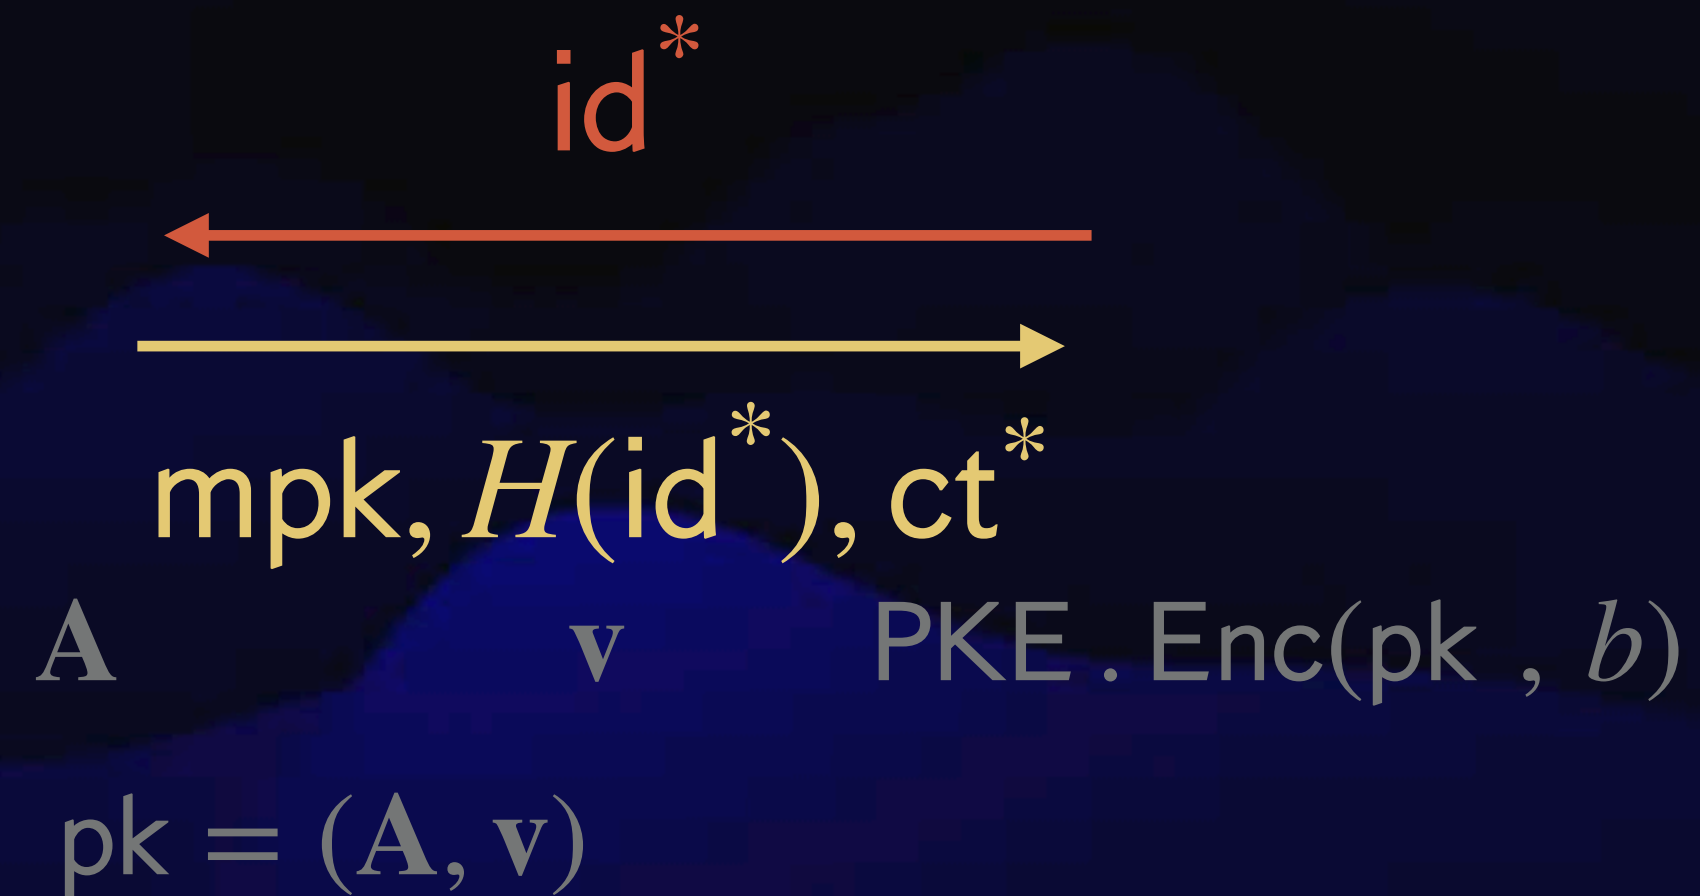 id*
mpk, H(id*), ct*
A v PKE . Enc(pk , b)
pk = (A, v)